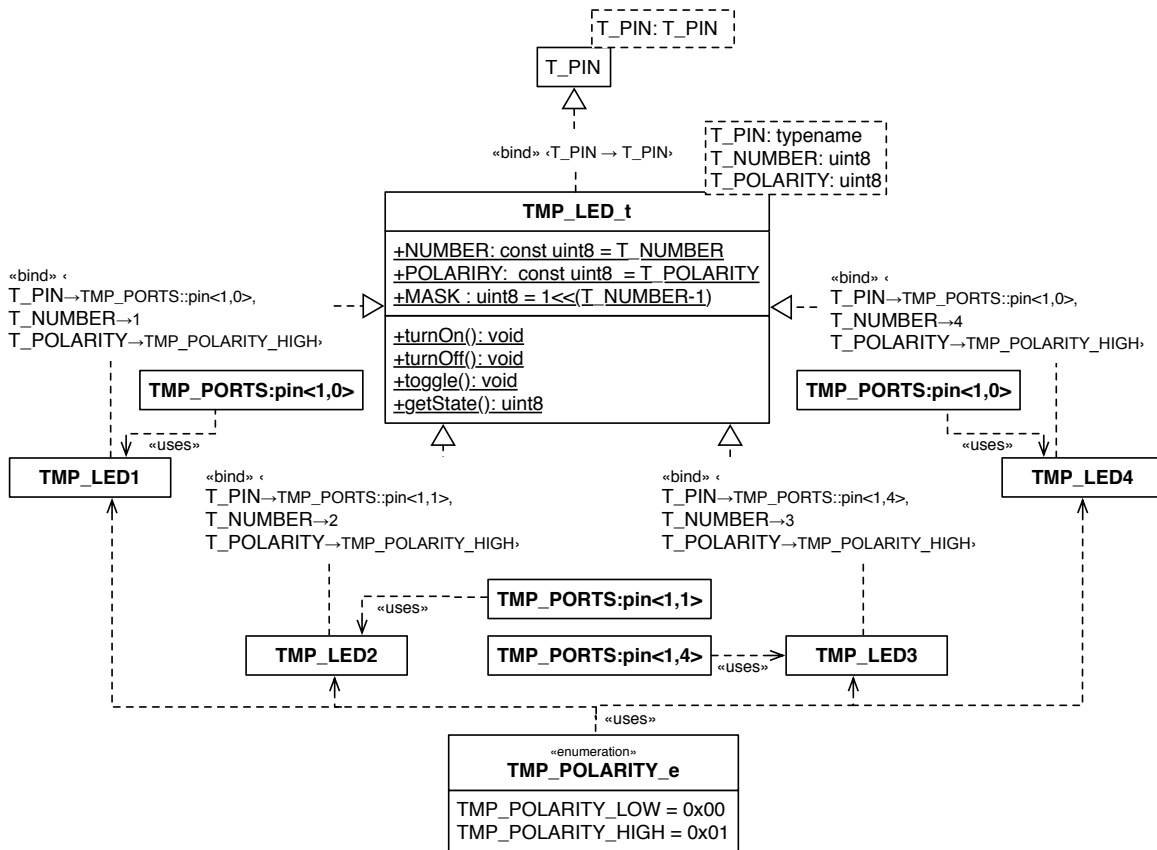 T_PIN: T_PIN
T_PIN
«bind» ‹T_PIN → T_PIN›
T_PIN: typename
T_NUMBER: uint8
T_POLARITY: uint8
TMP_LED_t
+NUMBER: const uint8 = T_NUMBER
+POLARIRY:  const uint8  = T_POLARITY
+MASK : uint8 = 1<<(T_NUMBER-1)
+turnOn(): void
+turnOff(): void
+toggle(): void
+getState(): uint8
«bind» ‹
T_PIN→TMP_PORTS::pin<1,0>,
T_NUMBER→1
T_POLARITY→TMP_POLARITY_HIGH›
«bind» ‹
T_PIN→TMP_PORTS::pin<1,0>,
T_NUMBER→4
T_POLARITY→TMP_POLARITY_HIGH›
TMP_PORTS:pin<1,0>
«uses»
TMP_LED1
TMP_PORTS:pin<1,0>
«uses»
TMP_LED4
«bind» ‹
T_PIN→TMP_PORTS::pin<1,1>,
T_NUMBER→2
T_POLARITY→TMP_POLARITY_HIGH›
«bind» ‹
T_PIN→TMP_PORTS::pin<1,4>,
T_NUMBER→3
T_POLARITY→TMP_POLARITY_HIGH›
TMP_PORTS:pin<1,1>
«uses»
TMP_LED2
TMP_PORTS:pin<1,4>
«uses»
TMP_LED3
«uses»
«enumeration»
TMP_POLARITY_e
TMP_POLARITY_LOW = 0x00
TMP_POLARITY_HIGH = 0x01